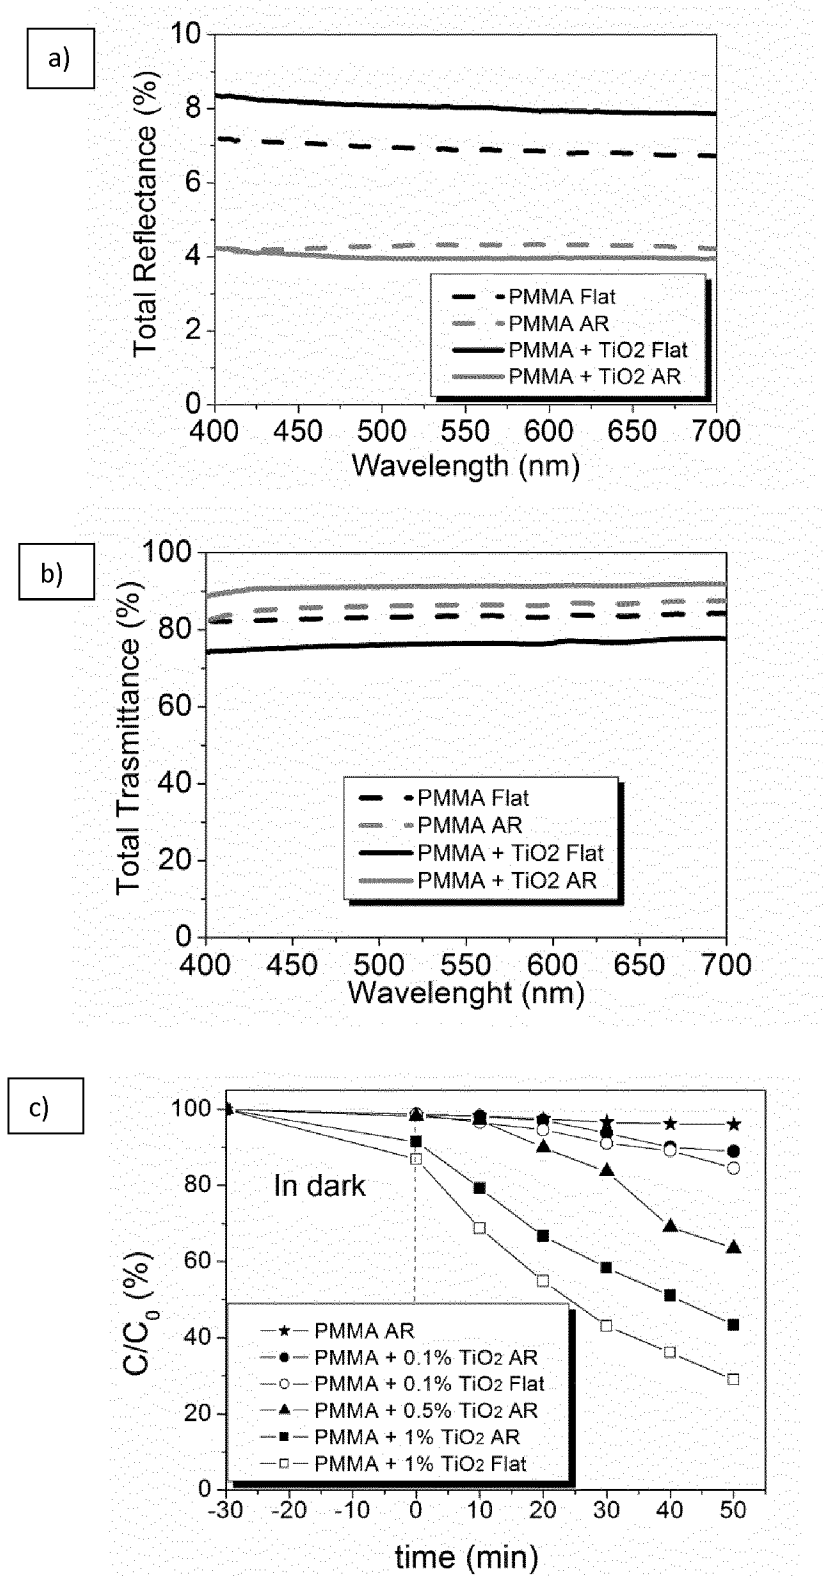 a)
10
8
6
4
2
0
Total Reflectance (%)
PMMA Flat
PMMA AR
PMMA + TiO2 Flat
PMMA + TiO2 AR
400 450 500 550 600 650 700
Wavelength (nm)
b)
100
80
60
40
20
0
Total Trasmittance (%)
PMMA Flat
PMMA AR
PMMA + TiO2 Flat
PMMA + TiO2 AR
400 450 500 550 600 650 700
Wavelenght (nm)
c)
100
80
60
40
20
0
C/C0 (%)
In dark
PMMA AR
PMMA + 0.1% TiO2 AR
PMMA + 0.1% TiO2 Flat
PMMA + 0.5% TiO2 AR
PMMA + 1% TiO2 AR
PMMA + 1% TiO2 Flat
-30 -20 -10 0 10 20 30 40 50
time (min)